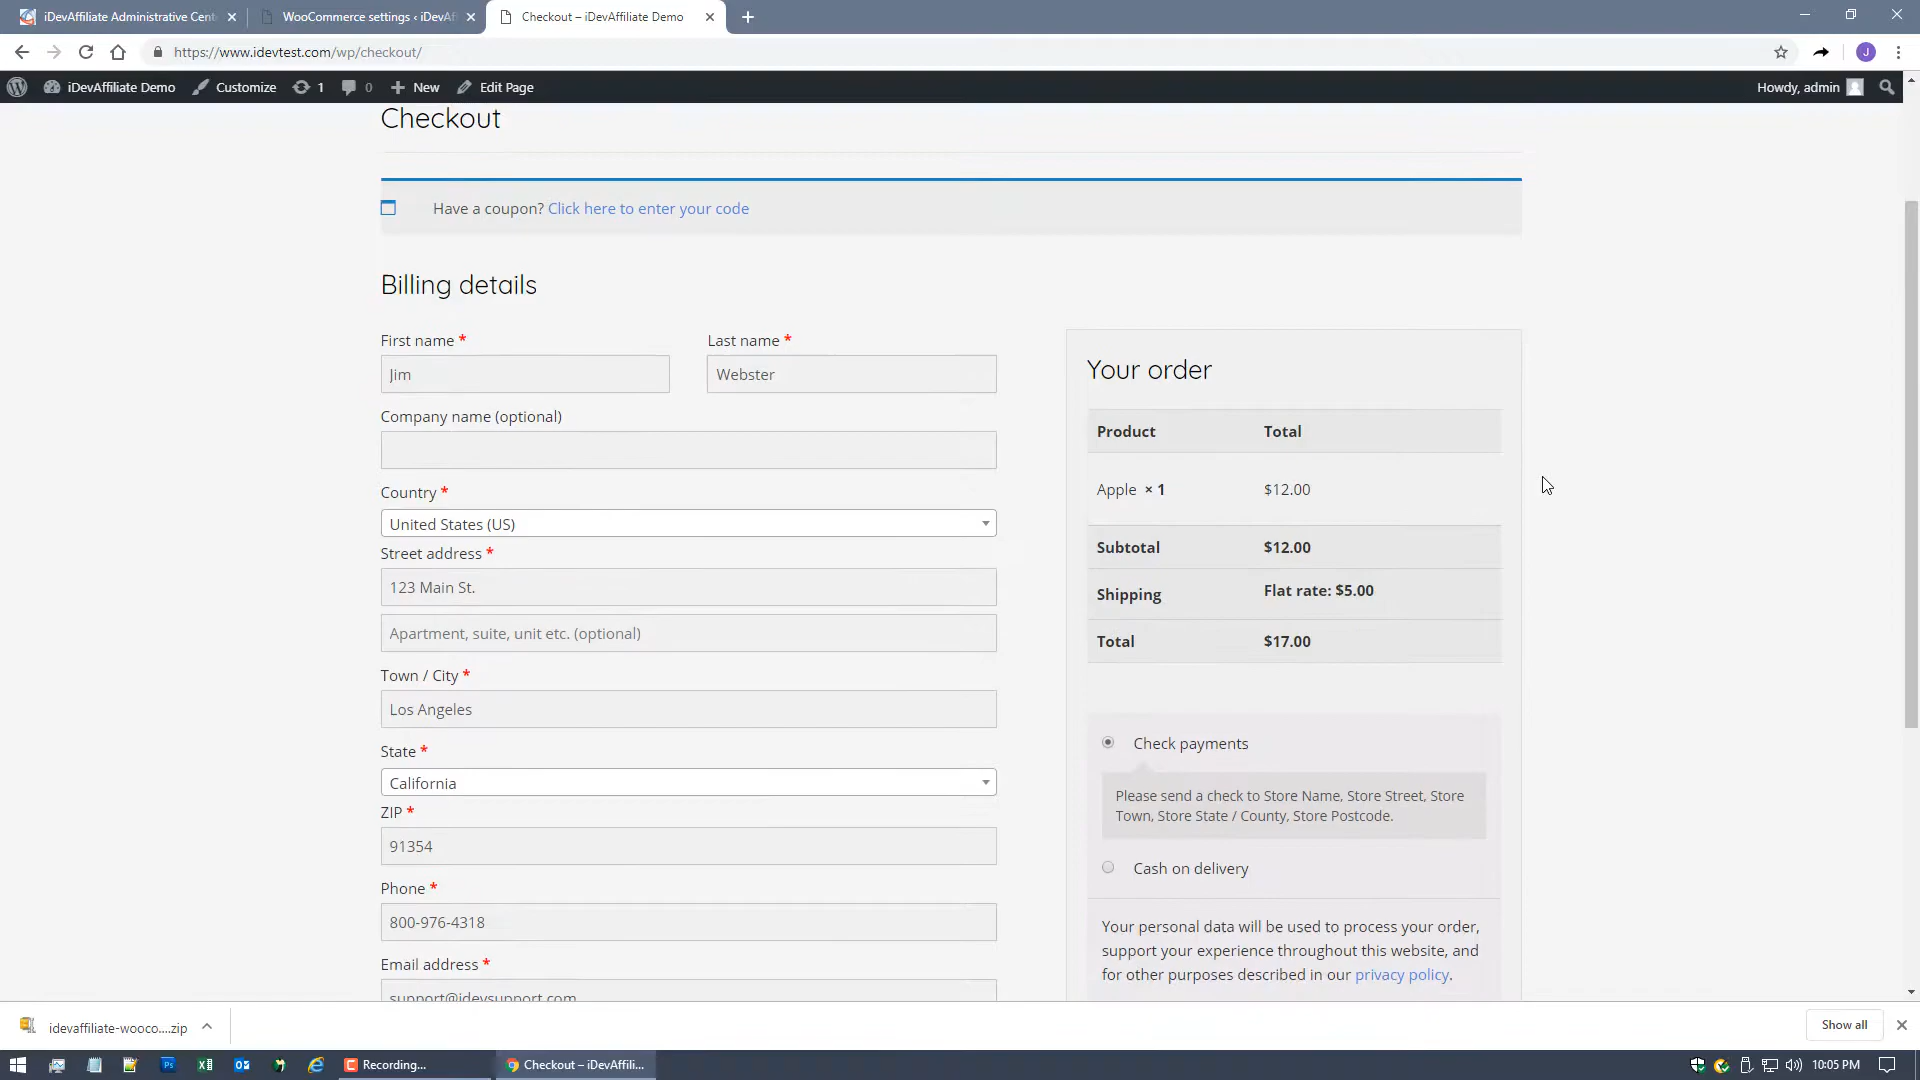 iDevAffiliate Administrative Cent
WooCommerce settings ‹ iDevAff
Checkout – iDevAffiliate Demo
https://www.idevtest.com/wp/checkout/
J
iDevAffiliate Demo
Customize
1
0
New
Edit Page
Howdy, admin
Checkout
Have a coupon? Click here to enter your code
Billing details
First name *
Last name *
Jim
Webster
Company name (optional)
Country *
United States (US)
Street address *
123 Main St.
Apartment, suite, unit etc. (optional)
Town / City *
Los Angeles
State *
California
ZIP *
91354
Phone *
800-976-4318
Email address *
support@idevsupport.com
Your order
Product Total
Apple × 1 $12.00
Subtotal $12.00
Shipping Flat rate: $5.00
Total $17.00
Check payments
Please send a check to Store Name, Store Street, Store
Town, Store State / County, Store Postcode.
Cash on delivery
Your personal data will be used to process your order,
support your experience throughout this website, and
for other purposes described in our privacy policy.
idevaffiliate-wooco....zip
Show all
Recording...
Checkout – iDevAffili...
10:05 PM